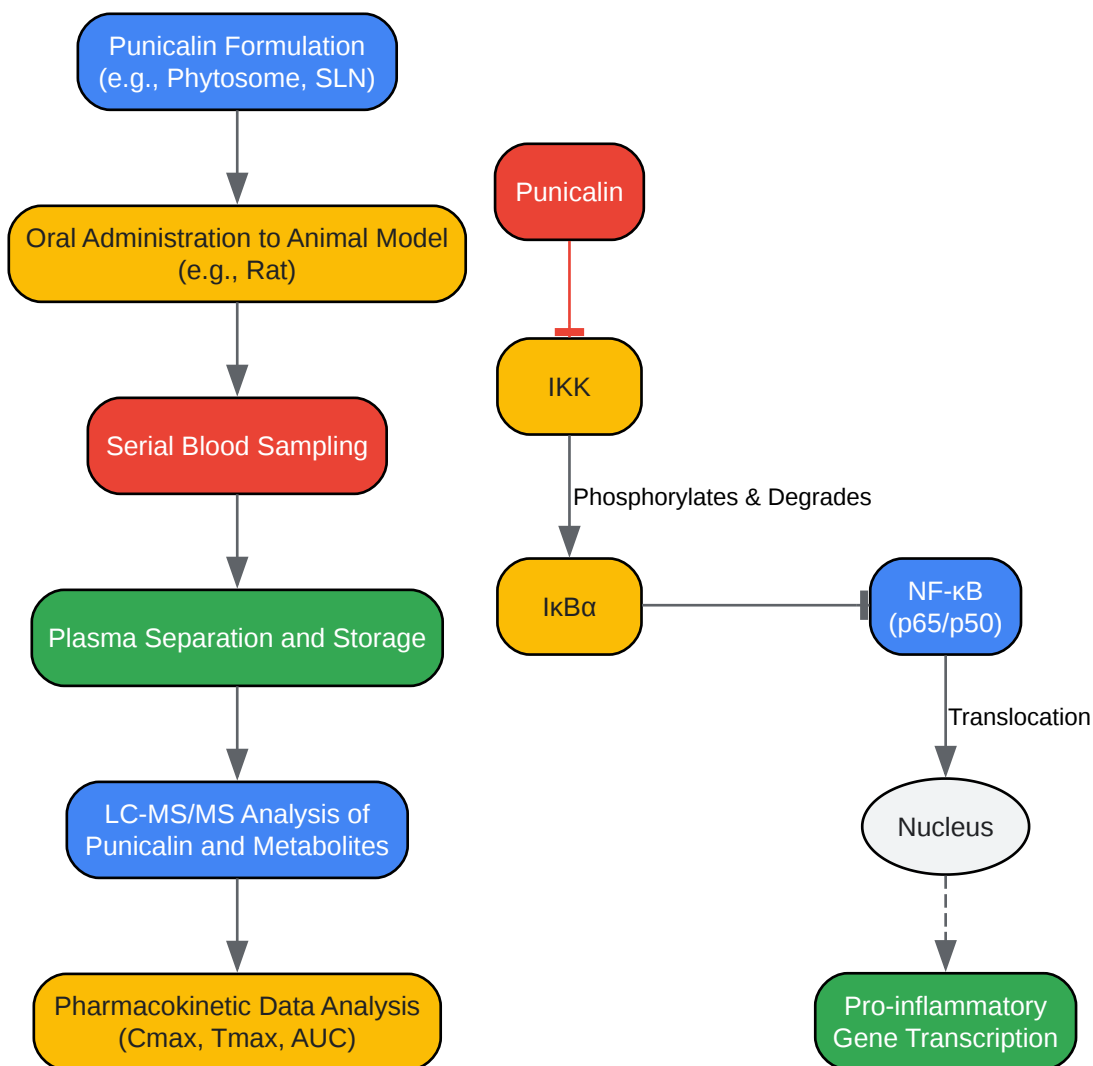 Punicalin Formulation
(e.g., Phytosome, SLN)
Oral Administration to Animal Model
(e.g., Rat)
Serial Blood Sampling
Plasma Separation and Storage
LC-MS/MS Analysis of
Punicalin and Metabolites
Pharmacokinetic Data Analysis
(Cmax, Tmax, AUC)
Punicalin
IKK
Phosphorylates & Degrades
IκBα
NF-κB
(p65/p50)
Translocation
Nucleus
Pro-inflammatory
Gene Transcription